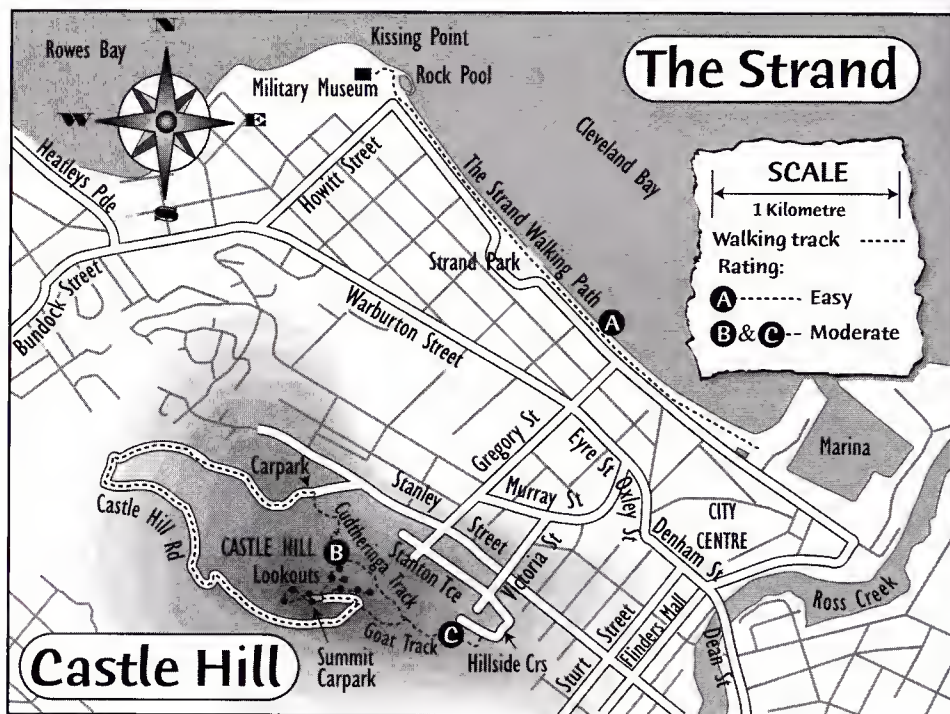 N
Rowes Bay
Kissing Point
Rock Pool
Military Museum
The Strand
W
E
Cleveland Bay
Heatleys Pde
Howitt Street
The Strand Walking Path
SCALE
1 Kilometre
Walking track
Rating:
A Easy
B & C Moderate
Bundock Street
Strand Park
A
Warburton Street
Marina
Gregory St
Eyre St
Carpark
Stanley
Street
Murray St
Oxley St
CITY
CENTRE
Castle Hill Rd
Cudtheringa Track
Denham St
CASTLE HILL
B
Lookouts
Stanton Tce
Victoria St
Ross Creek
Street
Flinders Mall
Dean St
Goat Track
C
Hillside Crs
Sturt
Castle Hill
Summit
Carpark